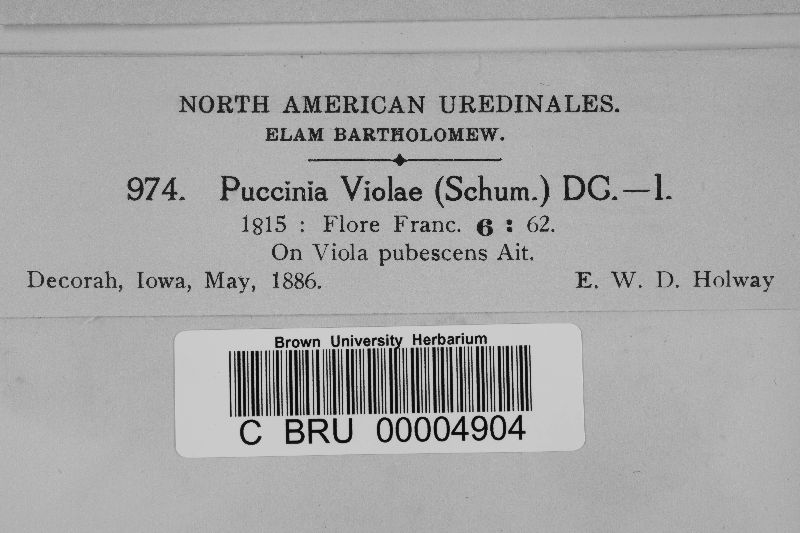 NORTH AMERICAN UREDINALES.
ELAM BARTHOLOMEW.
974. Puccinia Violae (Schum.) DC.—I.
1815 : Flore Franc. 6 : 62.
On Viola pubescens Ait.
Decorah, Iowa, May, 1886. E. W. D. Holway
Brown University Herbarium
C BRU 00004904